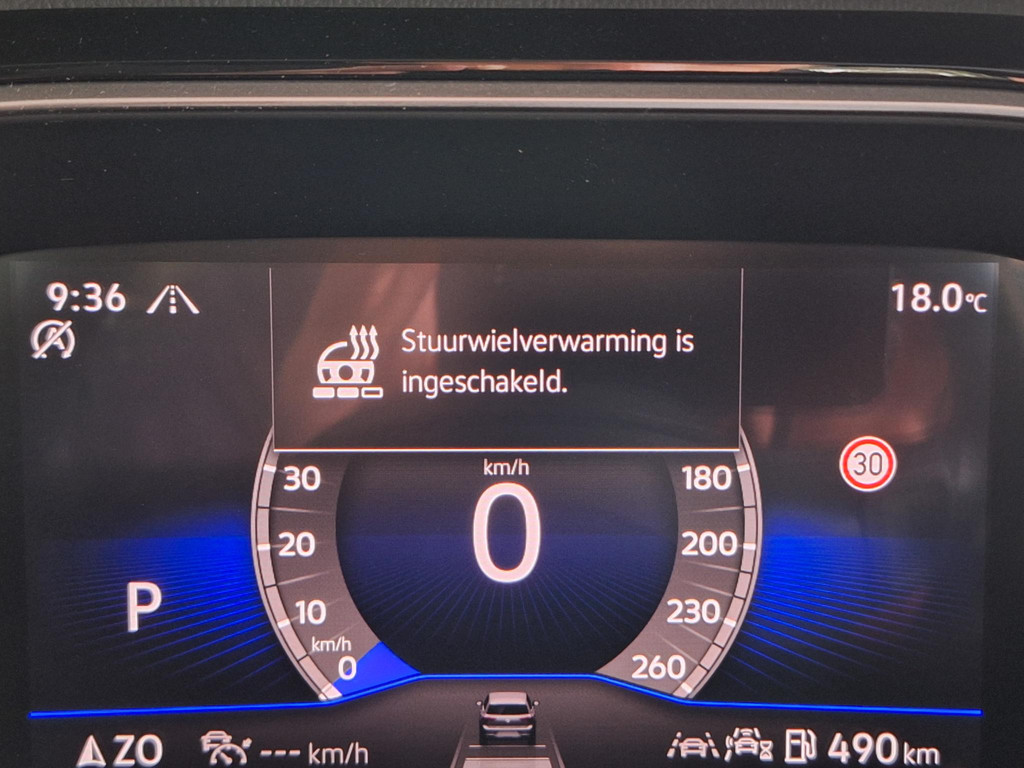 9:36
18.0°C
Stuurwielverwarming is
ingeschakeld.
30
km/h
180
30
0
20
200
10
230
km/h
0
260
P
ZO
--- km/h
490 km